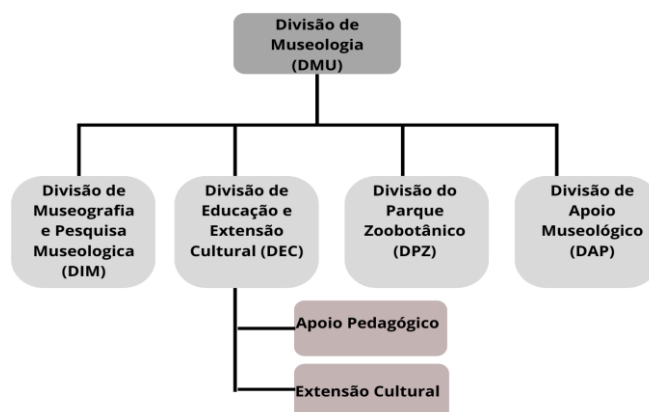 Divisão de
Museologia
(DMU)
Divisão de
Museografia
e Pesquisa
Museologica
(DIM)
Divisão de
Educação e
Extensão
Cultural (DEC)
Divisão do
Parque
Zoobotânico
(DPZ)
Divisão de
Apoio
Museológico
(DAP)
Apoio Pedagógico
Extensão Cultural